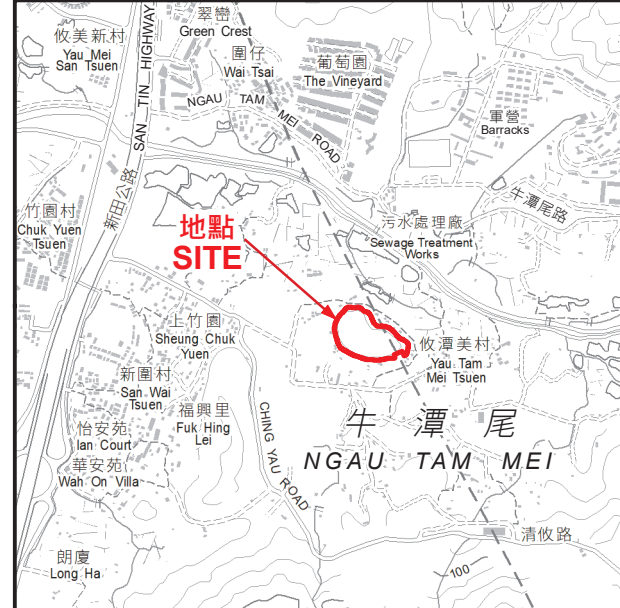 翠巒
Green Crest
攸美新村
Yau Mei
San Tsuen
SAN TIN HIGHWAY
新田公路
圍仔
Wai Tsai
葡萄園
The Vineyard
NGAU TAM MEI ROAD
軍營
Barracks
牛潭尾路
竹園村
Chuk Yuen
Tsuen
地點
SITE
污水處理廠
Sewage Treatment
Works
上竹園
Sheung Chuk
Yuen
攸潭美村
Yau Tam
Mei Tsuen
新圍村
San Wai
Tsuen
福興里
Fuk Hing
Lei
CHING YAU ROAD
怡安苑
Ian Court
華安苑
Wah On Villa
牛潭尾
NGAU TAM MEI
清攸路
朗廈
Long Ha
100